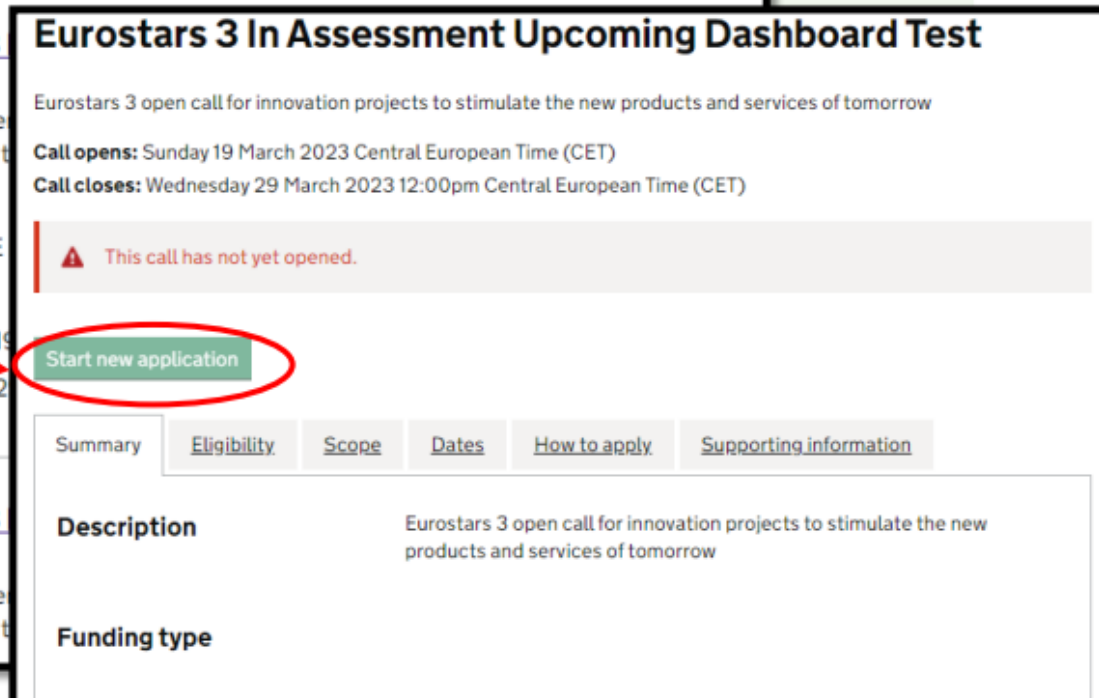 Eurostars 3 In Assessment Upcoming Dashboard Test
Eurostars 3 open call for innovation projects to stimulate the new products and services of tomorrow
Call opens: Sunday 19 March 2023 Central European Time (CET)
Call closes: Wednesday 29 March 2023 12:00pm Central European Time (CET)
This call has not yet opened.
Start new application
Summary Eligibility Scope Dates How to apply Supporting information
Description Eurostars 3 open call for innovation projects to stimulate the new
products and services of tomorrow
Funding type